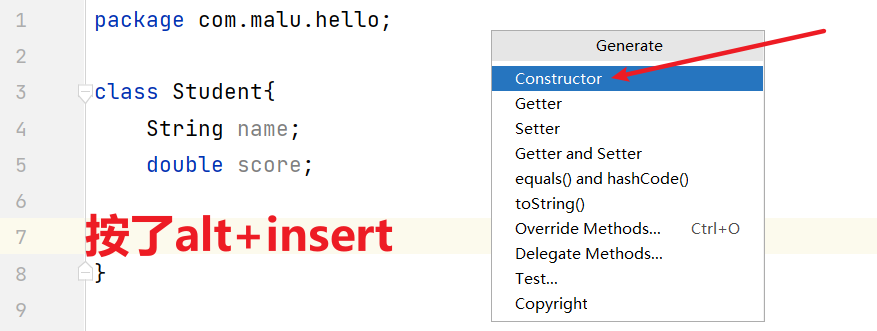 1 package com.malu.hello;
2
3 class Student{
4 String name;
5 double score;
6
7 按了alt+insert
8 }
9
Generate
Constructor
Getter
Setter
Getter and Setter
equals() and hashCode()
toString()
Override Methods... Ctrl+O
Delegate Methods...
Test...
Copyright